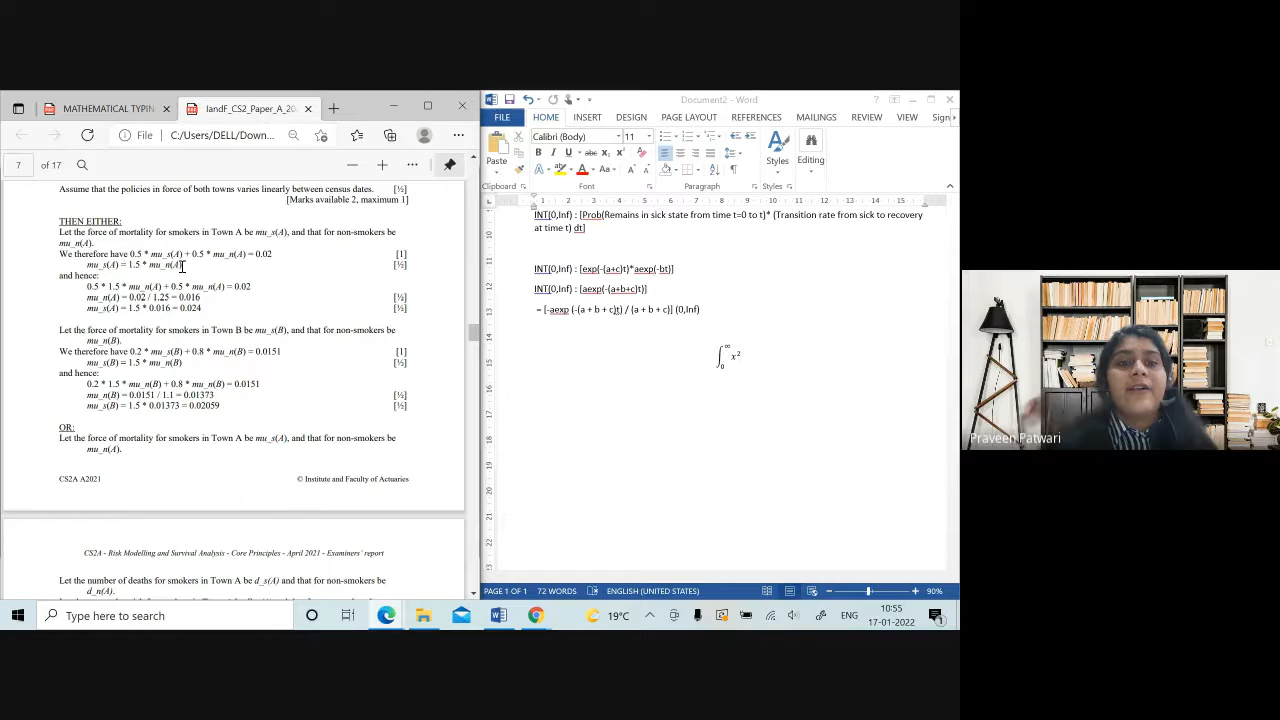 MATHEMATICAL TYPIN
IandF_CS2_Paper_A_20
File
C:/Users/DELL/Down...
7 of 17
Assume that the policies in force of both towns varies linearly between census dates. [½]
[Marks available 2, maximum 1]
THEN EITHER:
Let the force of mortality for smokers in Town A be mu_s(A), and that for non-smokers be
mu_n(A).
We therefore have 0.5 * mu_s(A) + 0.5 * mu_n(A) = 0.02 [1]
mu_s(A) = 1.5 * mu_n(A) [½]
and hence:
0.5 * 1.5 * mu_n(A) + 0.5 * mu_n(A) = 0.02
mu_n(A) = 0.02 / 1.25 = 0.016 [½]
mu_s(A) = 1.5 * 0.016 = 0.024 [½]
Let the force of mortality for smokers in Town B be mu_s(B), and that for non-smokers be
mu_n(B).
We therefore have 0.2 * mu_s(B) + 0.8 * mu_n(B) = 0.0151 [1]
mu_s(B) = 1.5 * mu_n(B) [½]
and hence:
0.2 * 1.5 * mu_n(B) + 0.8 * mu_n(B) = 0.0151
mu_n(B) = 0.0151 / 1.1 = 0.01373 [½]
mu_s(B) = 1.5 * 0.01373 = 0.02059 [½]
OR:
Let the force of mortality for smokers in Town A be mu_s(A), and that for non-smokers be
mu_n(A).
CS2A A2021 © Institute and Faculty of Actuaries
CS2A - Risk Modelling and Survival Analysis - Core Principles - April 2021 - Examiners' report
Let the number of deaths for smokers in Town A be d_s(A) and that for non-smokers be
d_n(A).
Document2 - Word
FILE HOME INSERT DESIGN PAGE LAYOUT REFERENCES MAILINGS REVIEW VIEW Sign
Calibri (Body) 11
Paste
Styles
Editing
Clipboard Font Paragraph Styles
INT(0,Inf) : [Prob(Remains in sick state from time t=0 to t)* (Transition rate from sick to recovery
at time t) dt]
INT(0,Inf) : [exp(-(a+c)t)*aexp(-bt)]
INT(0,Inf) : [aexp(-(a+b+c)t)]
= [-aexp (-(a + b + c)t) / (a + b + c)] (0,Inf)
∫₀^∞ x²
PAGE 1 OF 1 72 WORDS ENGLISH (UNITED STATES) 90%
Type here to search
19°C
ENG
10:55
17-01-2022
Praveen Patwari